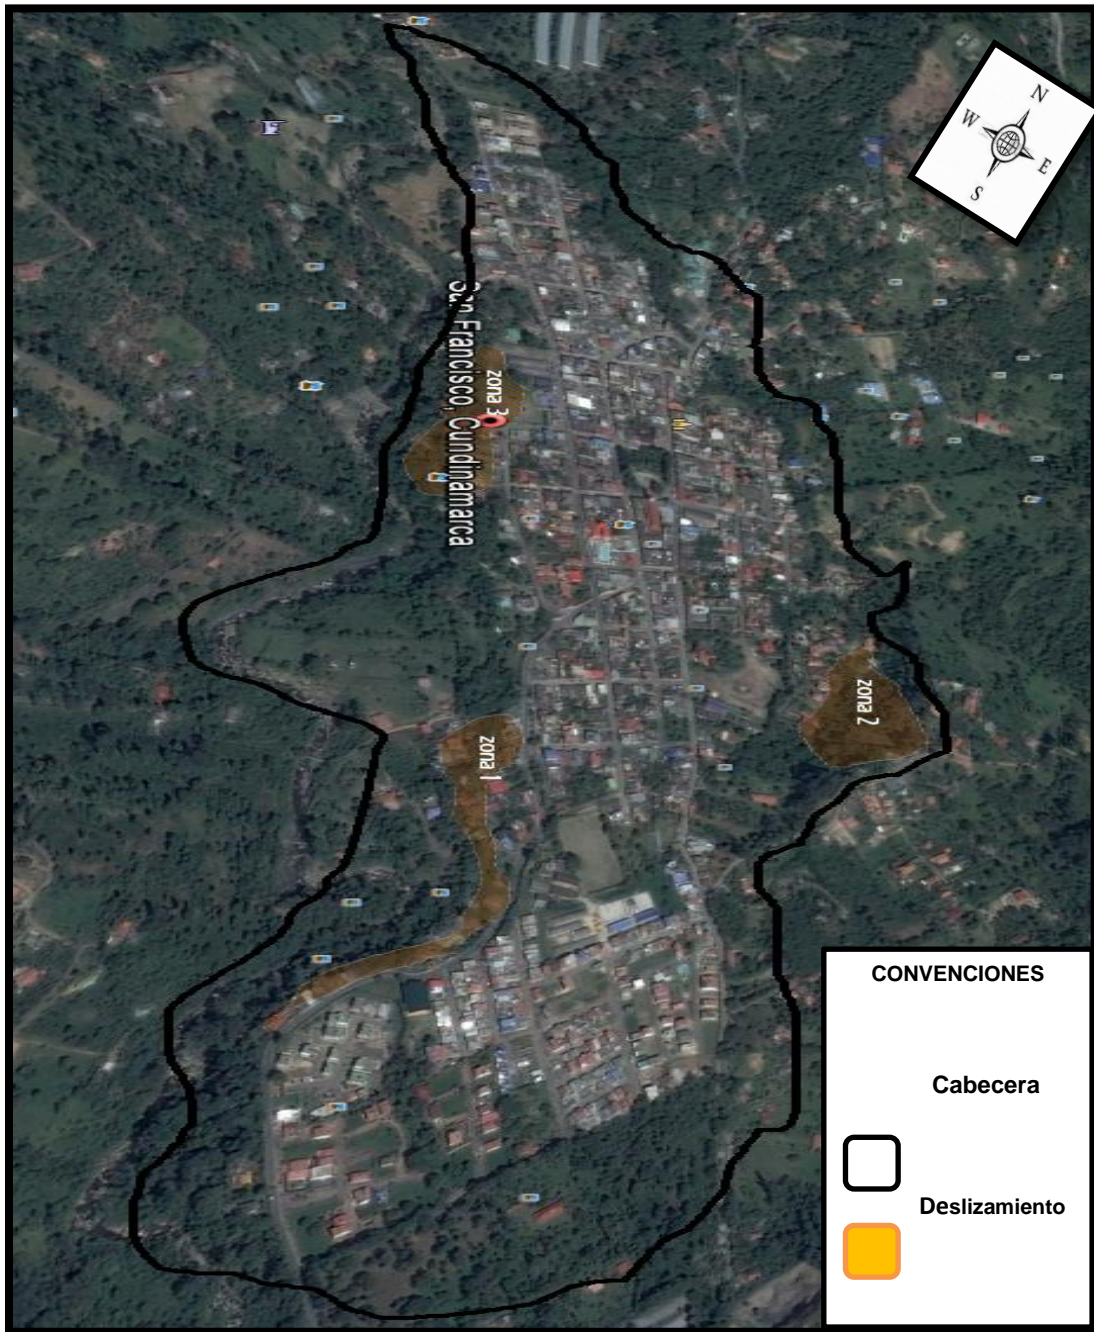 N
W
E
S
San Francisco, Cundinamarca
zona 3
zona 2
zona 1
CONVENCIONES
Cabecera
Deslizamiento